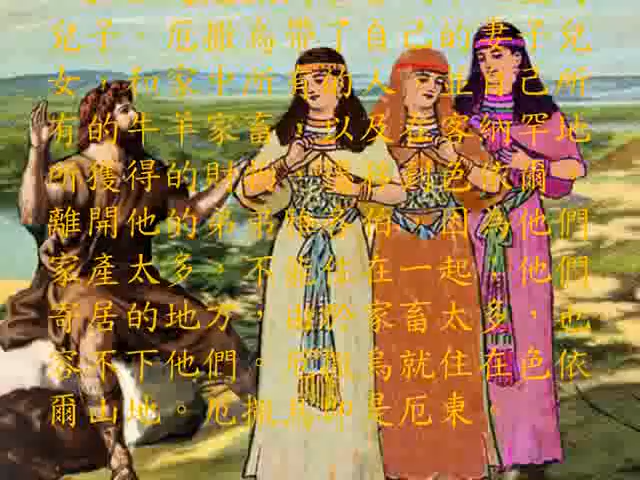 兒子。厄撒烏帶了自己的妻子兒
女，和家中所有的人，並自己所
有的牛羊家畜，以及在客納罕地
所獲得的財物，遷移到色依爾，
離開他的弟弟雅各伯，因為他們
家產太多，不能住在一起，他們
寄居的地方，由於家畜太多，也
容不下他們。厄撒烏就住在色依
爾山地。厄撒烏即是厄東。